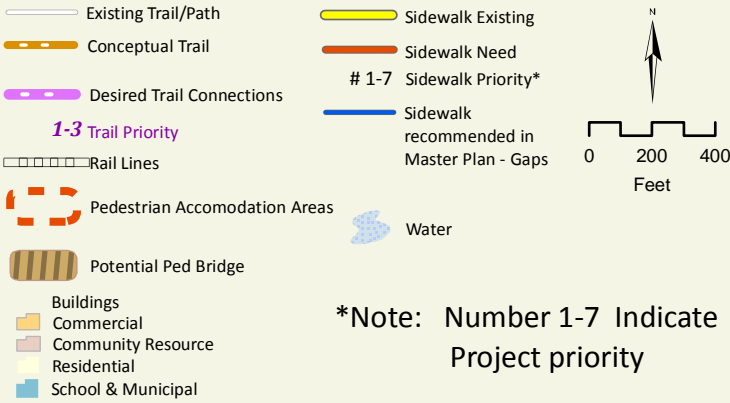 Existing Trail/Path
Conceptual Trail
Desired Trail Connections
1-3 Trail Priority
Rail Lines
Pedestrian Accomodation Areas
Potential Ped Bridge
Buildings
Commercial
Community Resource
Residential
School & Municipal
Sidewalk Existing
Sidewalk Need
# 1-7 Sidewalk Priority*
Sidewalk
recommended in
Master Plan - Gaps
Water
N
0 200 400
Feet
*Note: Number 1-7 Indicate
Project priority